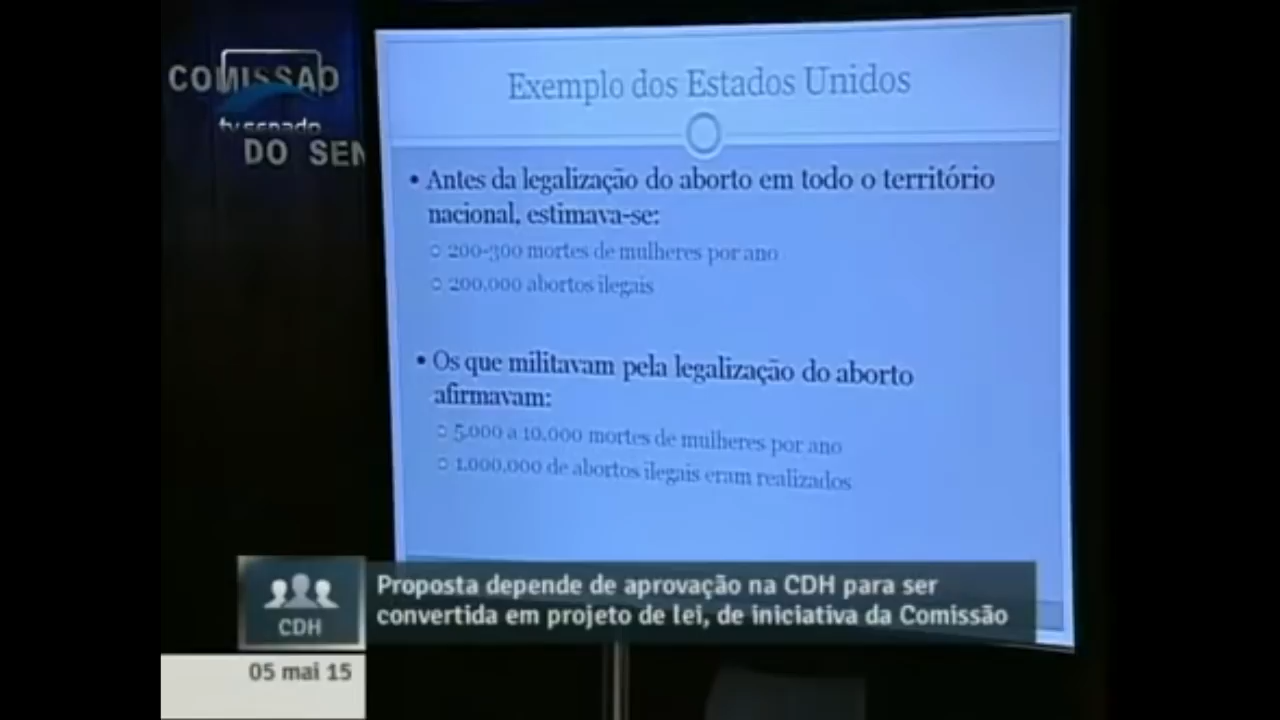 COMISSÃO
tv senado
DO SEN
Exemplo dos Estados Unidos
• Antes da legalização do aborto em todo o território
nacional, estimava-se:
200-300 mortes de mulheres por ano
200.000 abortos ilegais
• Os que militavam pela legalização do aborto
afirmavam:
5.000 a 10.000 mortes de mulheres por ano
1.000.000 de abortos ilegais eram realizados
Proposta depende de aprovação na CDH para ser
convertida em projeto de lei, de iniciativa da Comissão
CDH
05 mai 15